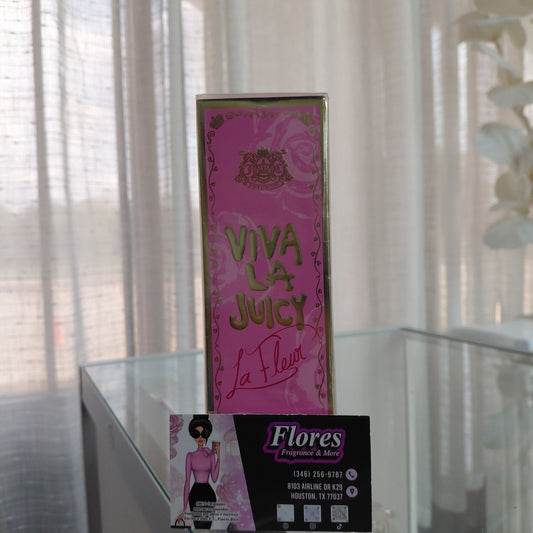 VIVA
LA
JUICY
La Fleur
Flores
Fragrance & More
(346) 256-9787
8103 AIRLINE DR K29
HOUSTON, TX 77037